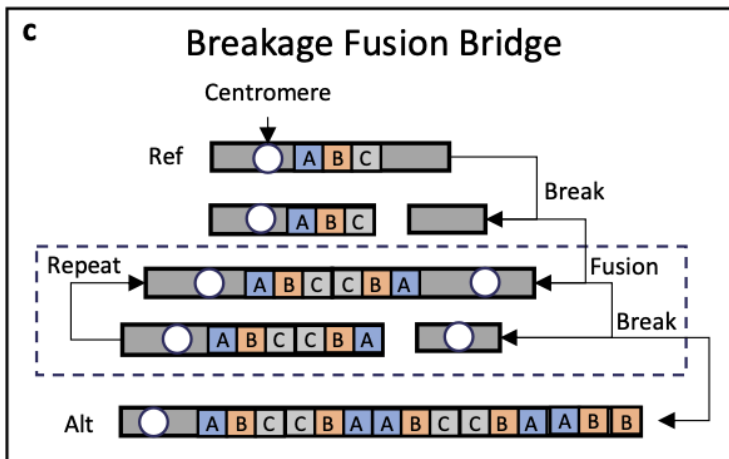 c
Breakage Fusion Bridge
Centromere
Ref A B C
Break
A B C
Repeat A B C C B A Fusion
Break
A B C C B A
Alt A B C C B A A B C C B A A B B